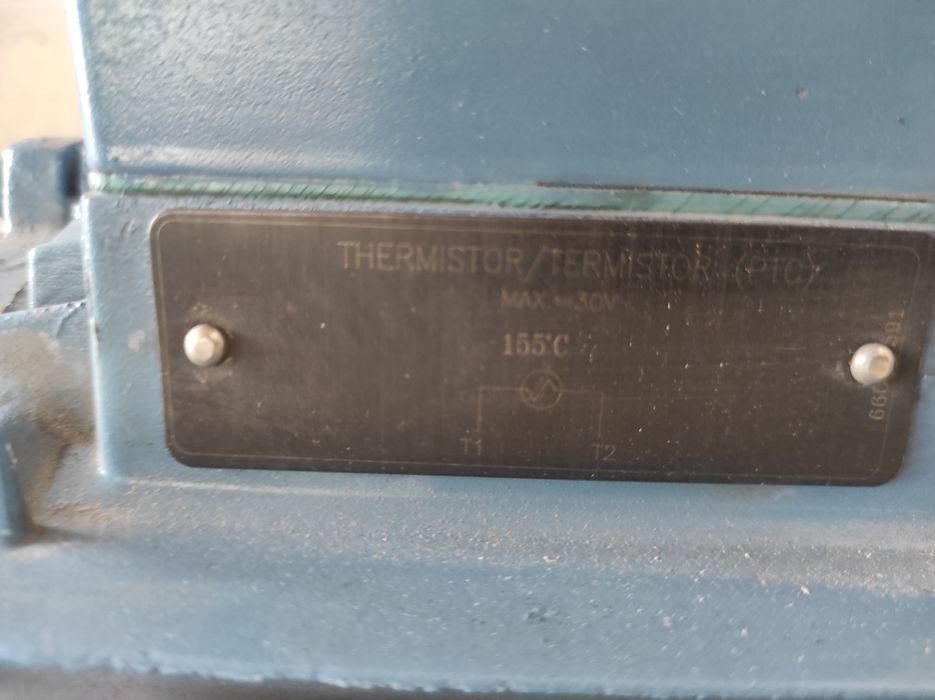 THERMISTOR/TERMISTOR (PTC)
MAX. = 30V
155°C
T1 T2